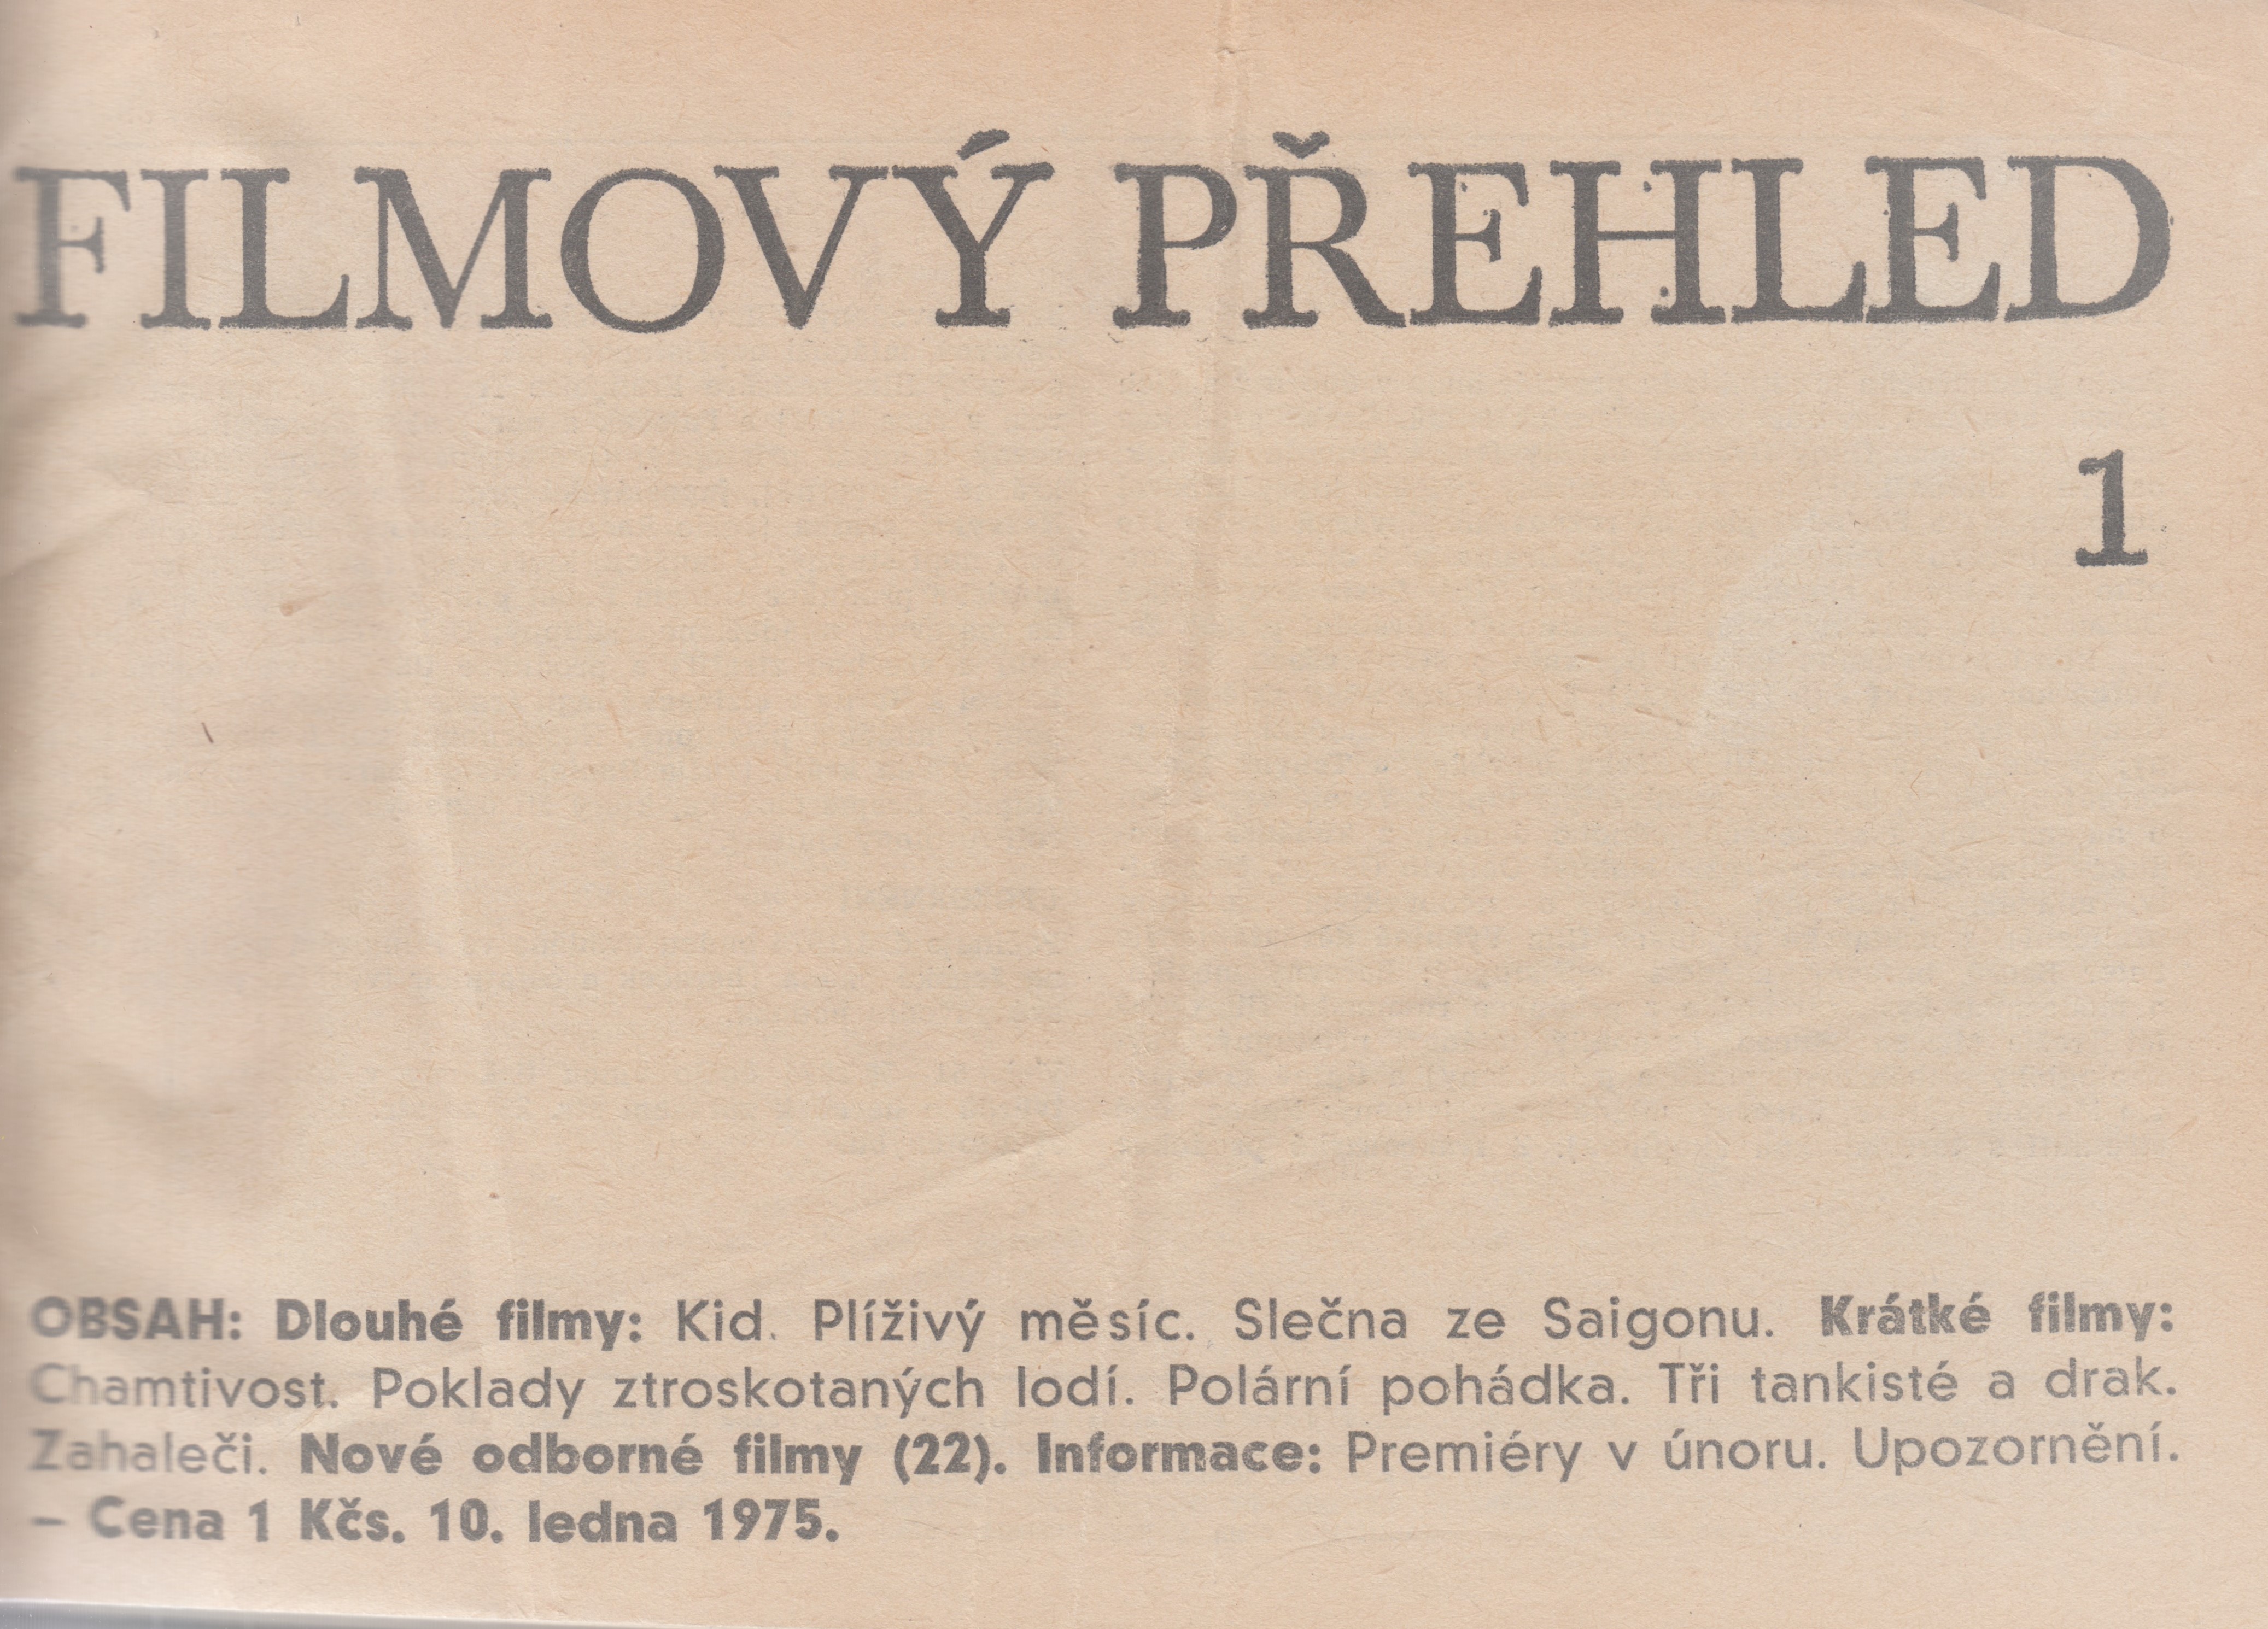 FILMOVÝ PŘEHLED
1
OBSAH: Dlouhé filmy: Kid. Plíživý měsíc. Slečna ze Saigonu. Krátké filmy:
Chamtivost. Poklady ztroskotaných lodí. Polární pohádka. Tři tankisté a drak.
Zahaleči. Nové odborné filmy (22). Informace: Premiéry v únoru. Upozornění.
– Cena 1 Kčs. 10. ledna 1975.